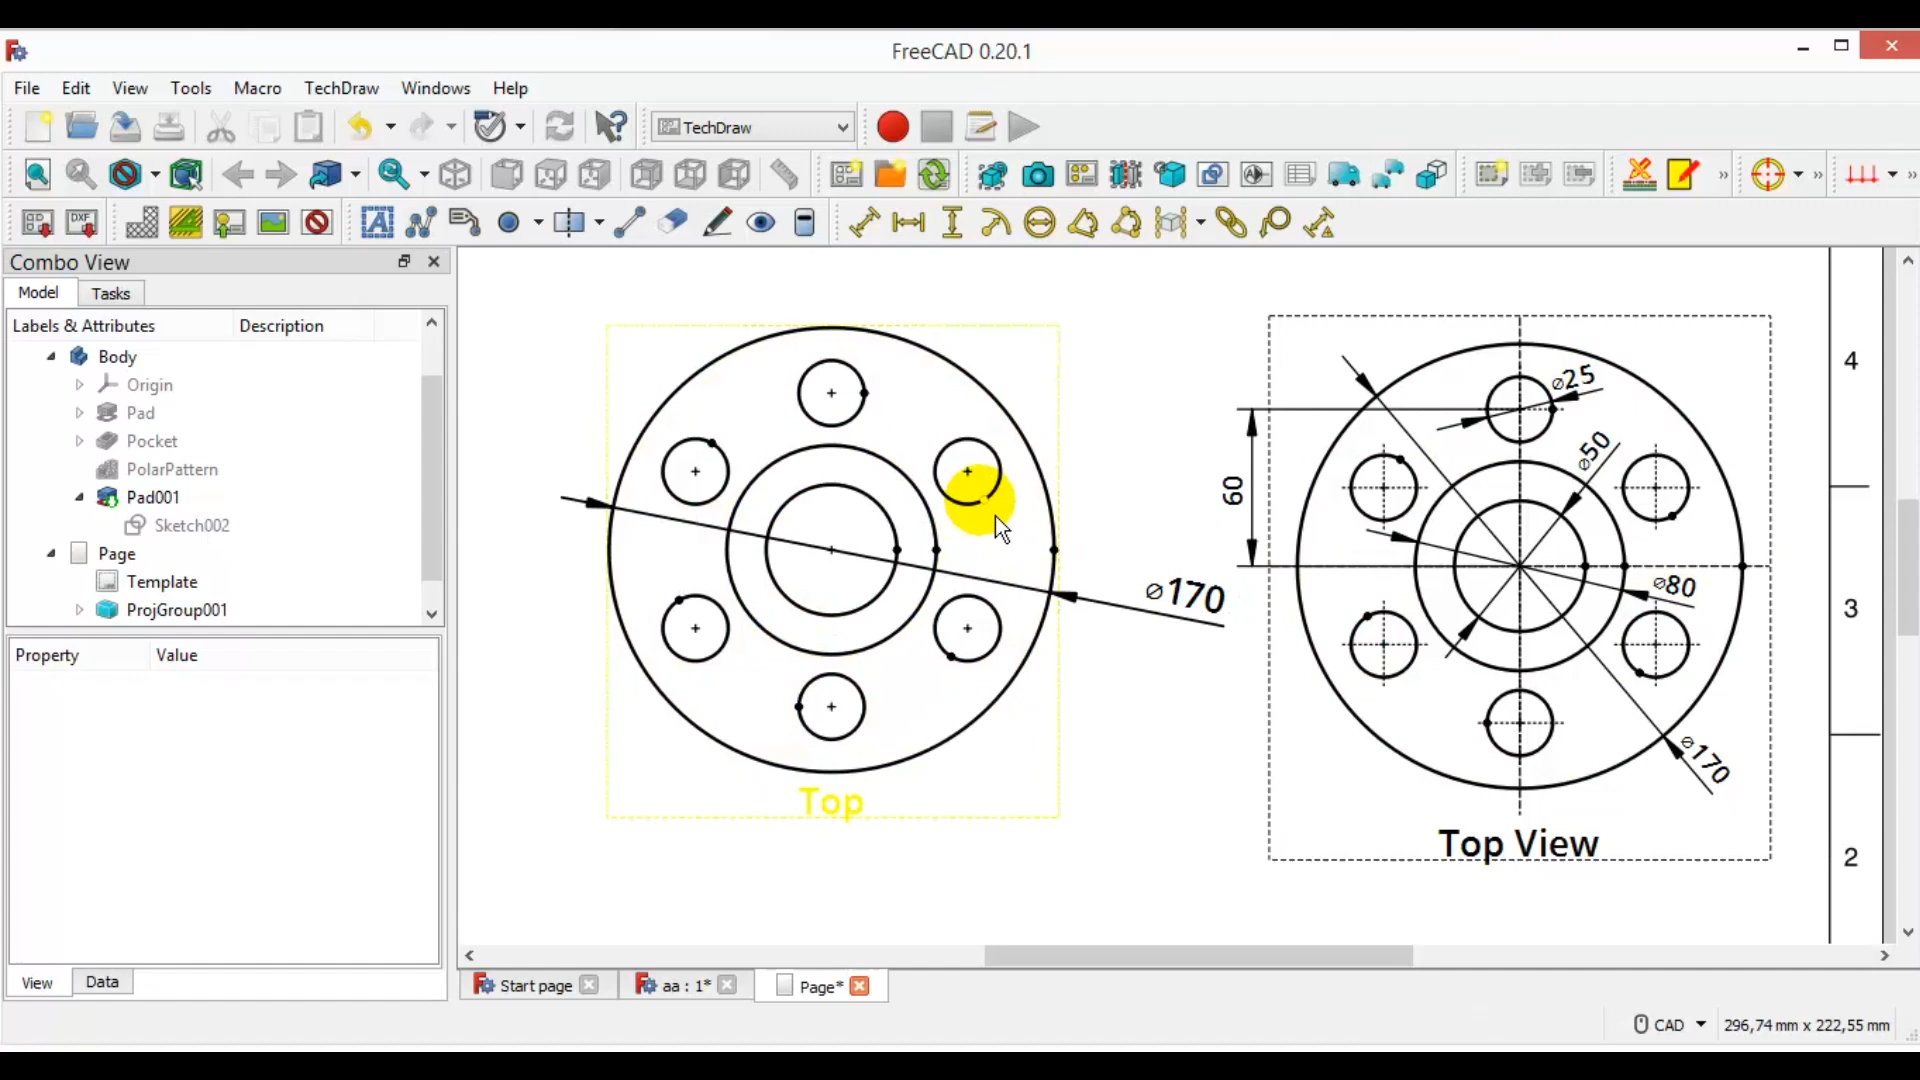 FreeCAD 0.20.1
File Edit View Tools Macro TechDraw Windows Help
TechDraw
DXF
Combo View
Model Tasks
Labels & Attributes Description
Body
Origin
Pad
Pocket
PolarPattern
Pad001
Sketch002
Page
Template
ProjGroup001
Property Value
View Data
⌀170
Top
⌀25
⌀50
60
⌀80
⌀170
Top View
4
3
2
Start page aa : 1* Page*
CAD 296,74 mm x 222,55 mm